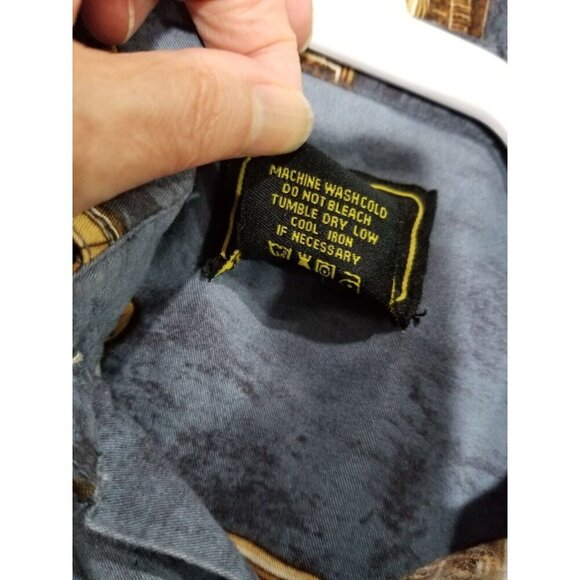 MACHINE WASH COLD
DO NOT BLEACH
TUMBLE DRY LOW
COOL IRON
IF NECESSARY